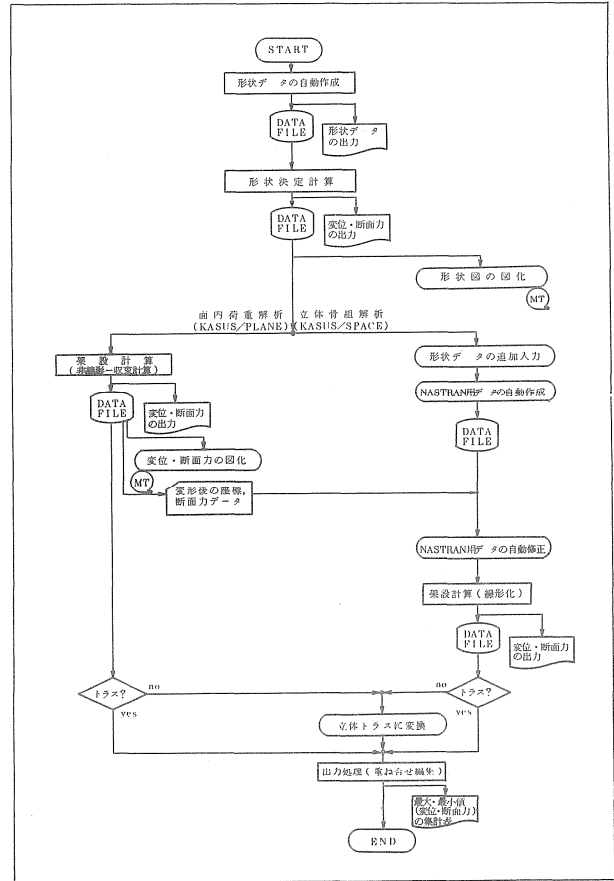 START
形状データの自動作成
DATA
FILE
形状データ
の出力
形状決定計算
DATA
FILE
変位・断面力
の出力
形状図の図化
MT
面内荷重解析
(KASUS/PLANE)
立体骨組解析
(KASUS/SPACE)
架設計算
(非線形-収束計算)
DATA
FILE
変位・断面力
の出力
変位・断面力の図化
MT
変形後の座標,
断面力データ
形状データの追加入力
NASTRAN用データの自動作成
DATA
FILE
NASTRAN用データの自動修正
架設計算(線形化)
DATA
FILE
変位・断面力
の出力
トラス?
no
yes
no
トラス?
yes
立体トラスに変換
出力処理(重ね合せ編集)
最大・最小値
(変位・断面力)
の集計表
END